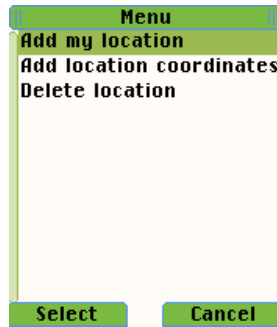 Menu
Add my location
Add location coordinates
Delete location
Select Cancel